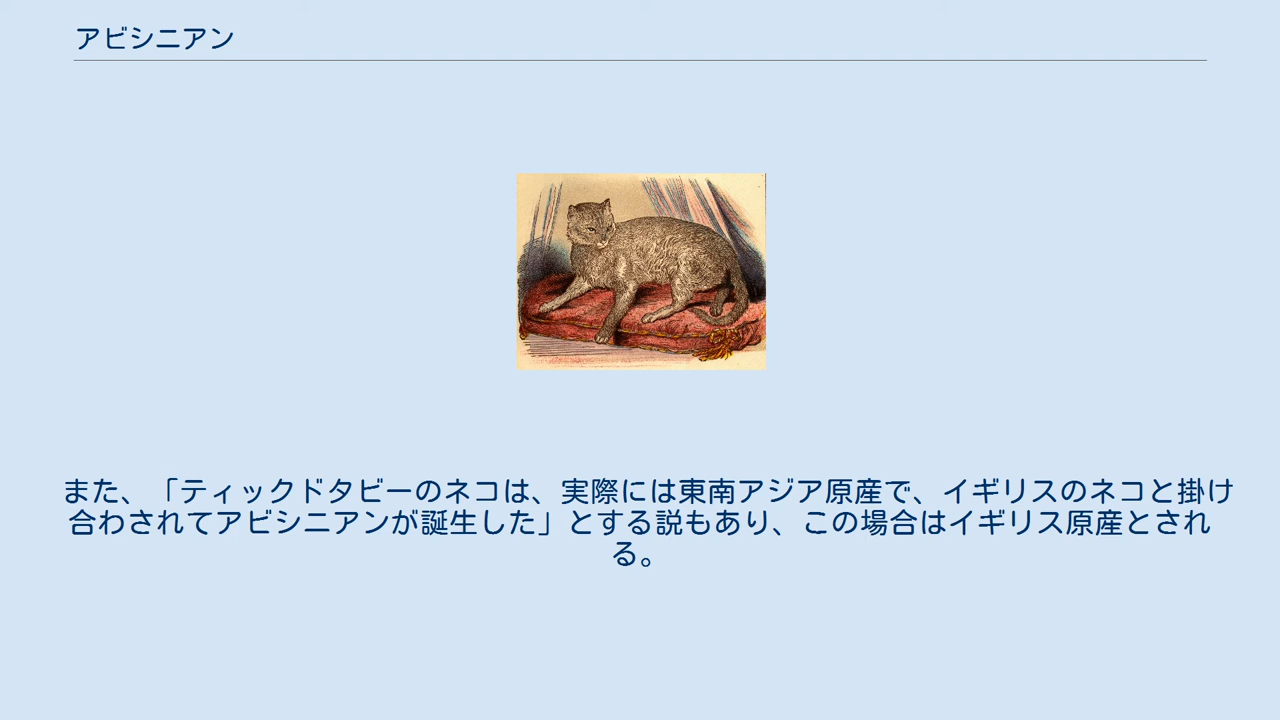 アビシニアン
また、「ティックドタビーのネコは、実際には東南アジア原産で、イギリスのネコと掛け
合わされてアビシニアンが誕生した」とする説もあり、この場合はイギリス原産とされ
る。